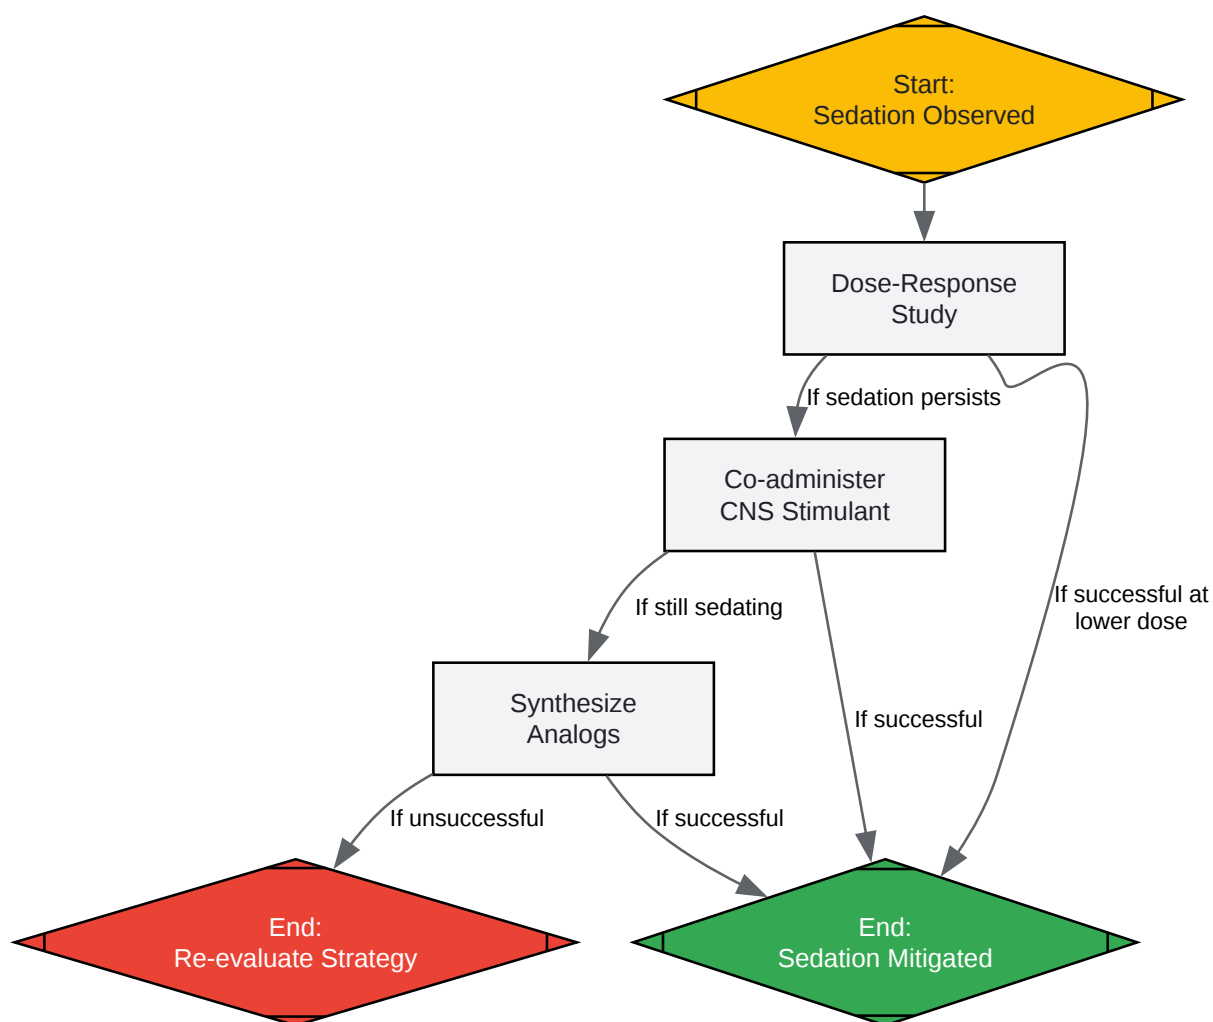 Start:
Sedation Observed
Dose-Response
Study
If sedation persists
Co-administer
CNS Stimulant
If successful at
lower dose
If still sedating
Synthesize
Analogs
If successful
If unsuccessful
If successful
End:
Re-evaluate Strategy
End:
Sedation Mitigated